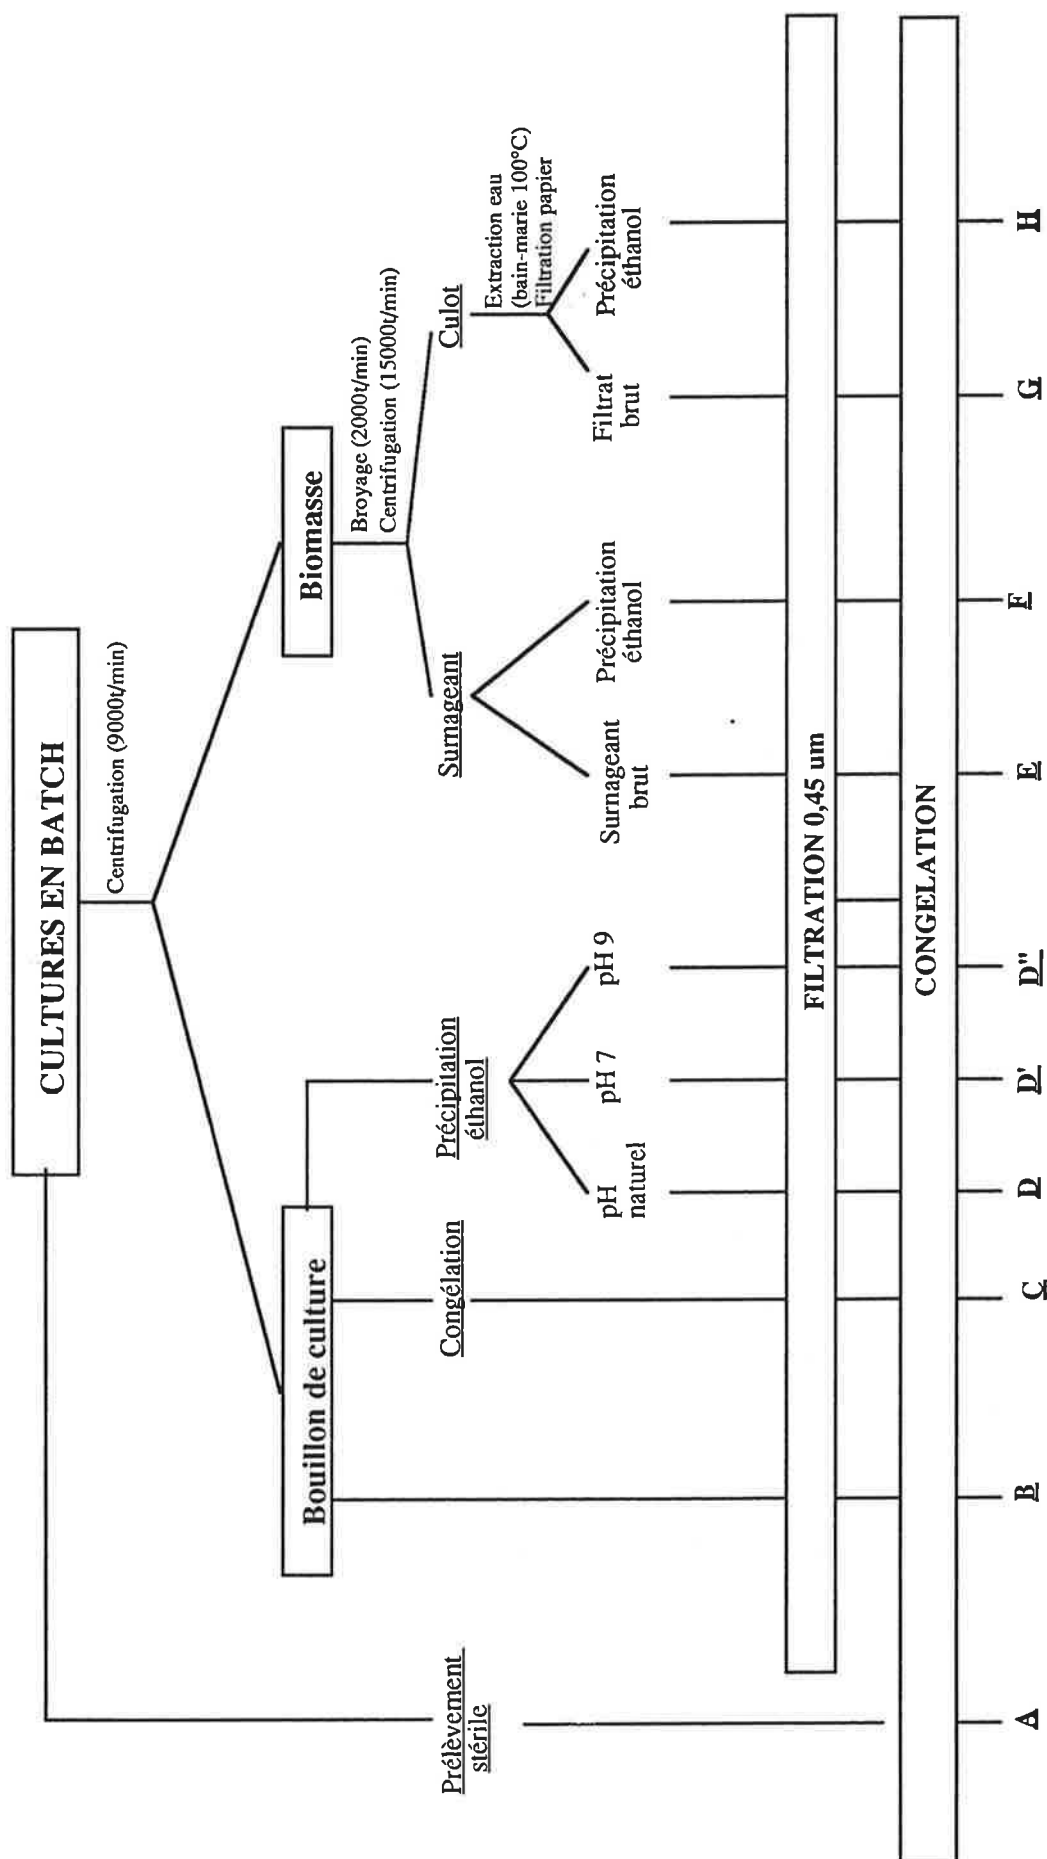 CULTURES EN BATCH
Centrifugation (9000t/min)
Bouillon de culture
Biomasse
Broyage (2000t/min)
Centrifugation (15000t/min)
Prélèvement
stérile
Congélation
Précipitation
éthanol
Surnageant
Culot
Extraction eau
(bain-marie 100°C)
Filtration papier
pH
naturel
pH 7
pH 9
Surnageant
brut
Précipitation
éthanol
Filtrat
brut
Précipitation
éthanol
FILTRATION 0,45 um
CONGELATION
A
B
C
D
D'
D"
E
F
G
H